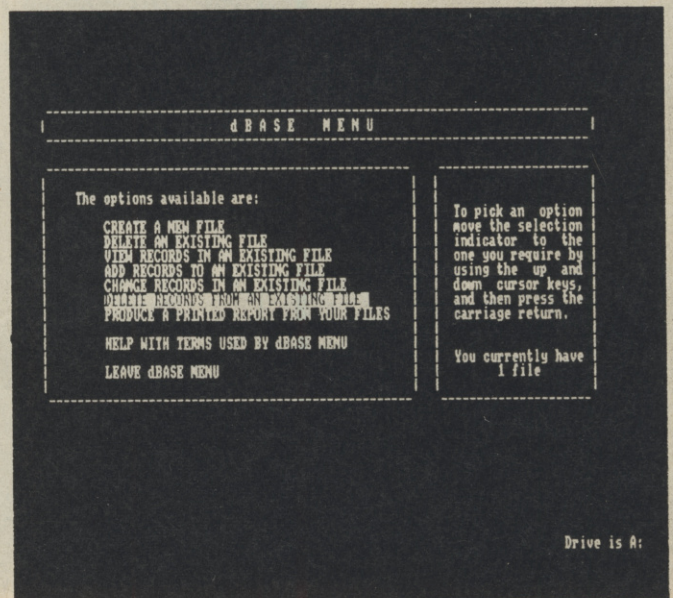 dBASE MENU
The options available are:
CREATE A NEW FILE
DELETE AN EXISTING FILE
VIEW RECORDS IN AN EXISTING FILE
ADD RECORDS TO AN EXISTING FILE
CHANGE RECORDS IN AN EXISTING FILE
DELETE RECORDS FROM AN EXISTING FILE
PRODUCE A PRINTED REPORT FROM YOUR FILES
HELP WITH TERMS USED BY dBASE MENU
LEAVE dBASE MENU
To pick an option
move the selection
indicator to the
one you require by
using the up and
down cursor keys,
and then press the
carriage return.
You currently have
1 file
Drive is A: